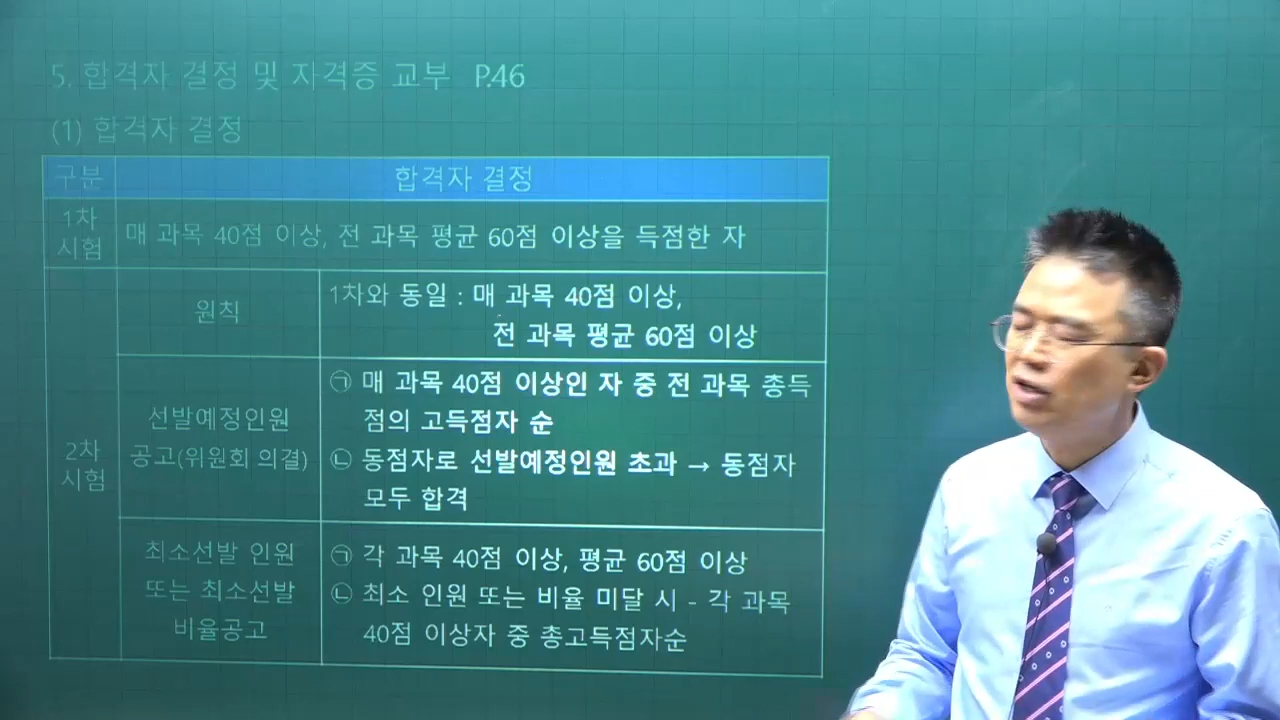 5. 합격자 결정 및 자격증 교부 P.46
(1) 합격자 결정
구분
합격자 결정
1차
시험
매 과목 40점 이상, 전 과목 평균 60점 이상을 득점한 자
2차
시험
원칙
1차와 동일 : 매 과목 40점 이상,
전 과목 평균 60점 이상
선발예정인원
공고(위원회 의결)
㉠ 매 과목 40점 이상인 자 중 전 과목 총득
점의 고득점자 순
㉡ 동점자로 선발예정인원 초과 → 동점자
모두 합격
최소선발 인원
또는 최소선발
비율공고
㉠ 각 과목 40점 이상, 평균 60점 이상
㉡ 최소 인원 또는 비율 미달 시 - 각 과목
40점 이상자 중 총고득점자순